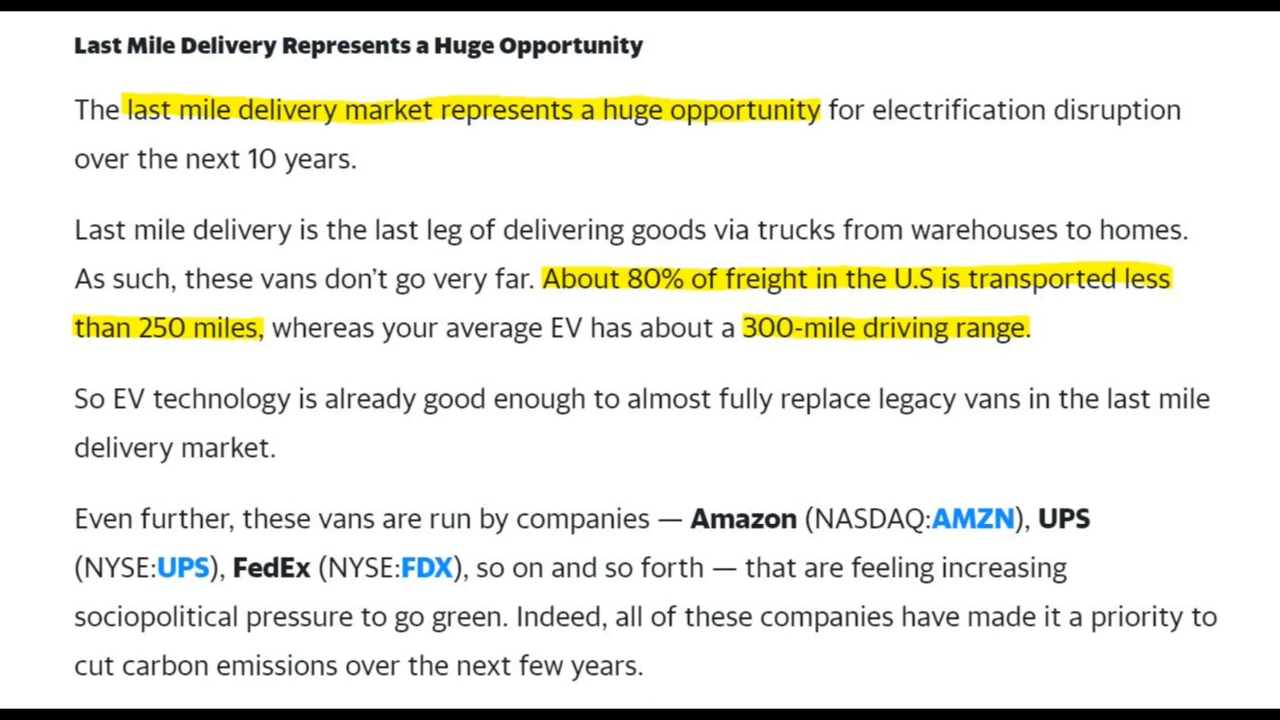 Last Mile Delivery Represents a Huge Opportunity
The last mile delivery market represents a huge opportunity for electrification disruption
over the next 10 years.
Last mile delivery is the last leg of delivering goods via trucks from warehouses to homes.
As such, these vans don’t go very far. About 80% of freight in the U.S is transported less
than 250 miles, whereas your average EV has about a 300-mile driving range.
So EV technology is already good enough to almost fully replace legacy vans in the last mile
delivery market.
Even further, these vans are run by companies — Amazon (NASDAQ:AMZN), UPS
(NYSE:UPS), FedEx (NYSE:FDX), so on and so forth — that are feeling increasing
sociopolitical pressure to go green. Indeed, all of these companies have made it a priority to
cut carbon emissions over the next few years.